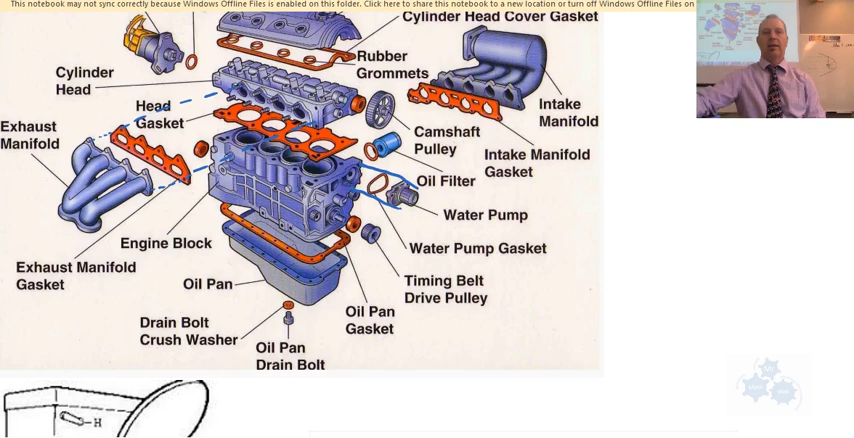 This notebook may not sync correctly because Windows Offline Files is enabled on this folder. Click here to share this notebook to a new location or turn off Windows Offline Files on
Cylinder Head Cover Gasket
Rubber
Grommets
Cylinder
Head
Head
Gasket
Intake
Manifold
Exhaust
Manifold
Camshaft
Pulley
Intake Manifold
Gasket
Oil Filter
Water Pump
Engine Block
Water Pump Gasket
Exhaust Manifold
Gasket
Oil Pan
Timing Belt
Drive Pulley
Oil Pan
Gasket
Drain Bolt
Crush Washer
Oil Pan
Drain Bolt
H